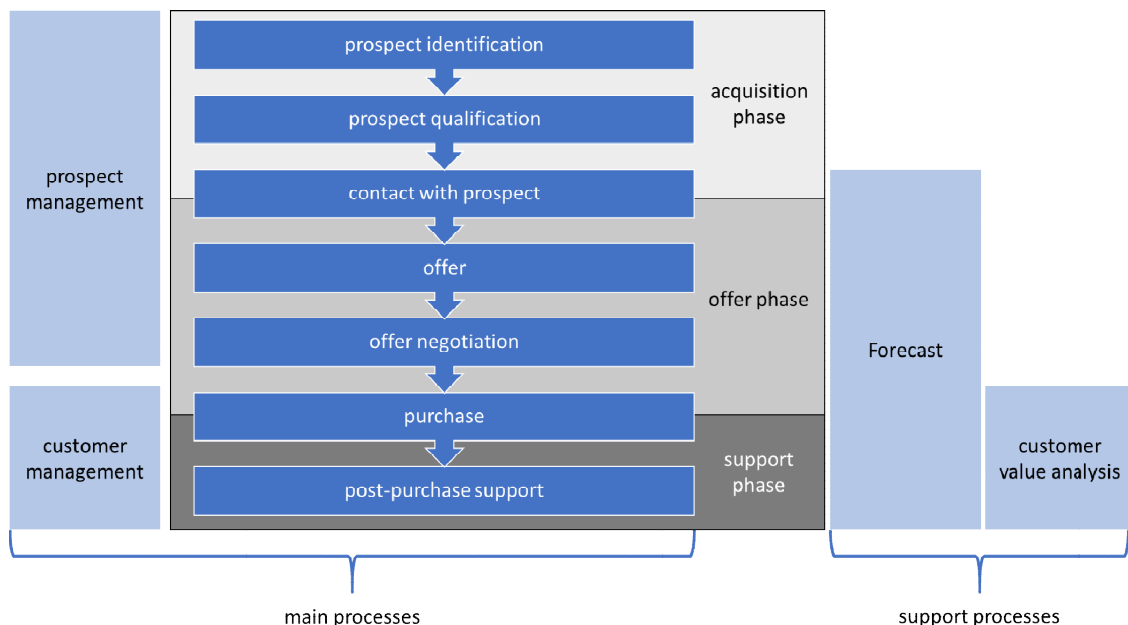 prospect identification
prospect qualification
acquisition
phase
prospect
management
contact with prospect
offer
offer phase
offer negotiation
Forecast
purchase
customer
management
support
phase
customer
value analysis
post-purchase support
main processes
support processes